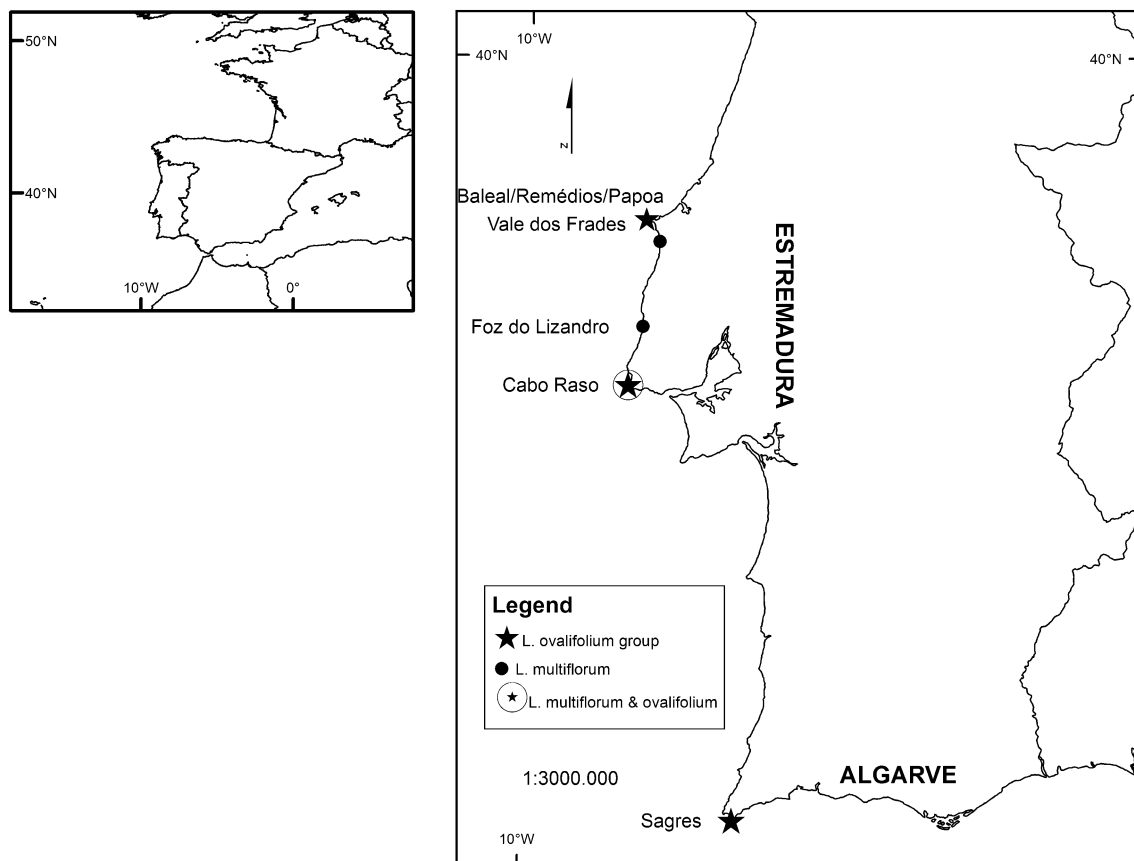 50°N
40°N
10°W
0°
10°W
40°N
40°N
N
Baleal/Remédios/Papoa
Vale dos Frades
ESTREMADURA
Foz do Lizandro
Cabo Raso
Legend
L. ovalifolium group
L. multiflorum
L. multiflorum & ovalifolium
1:3000.000
ALGARVE
Sagres
10°W